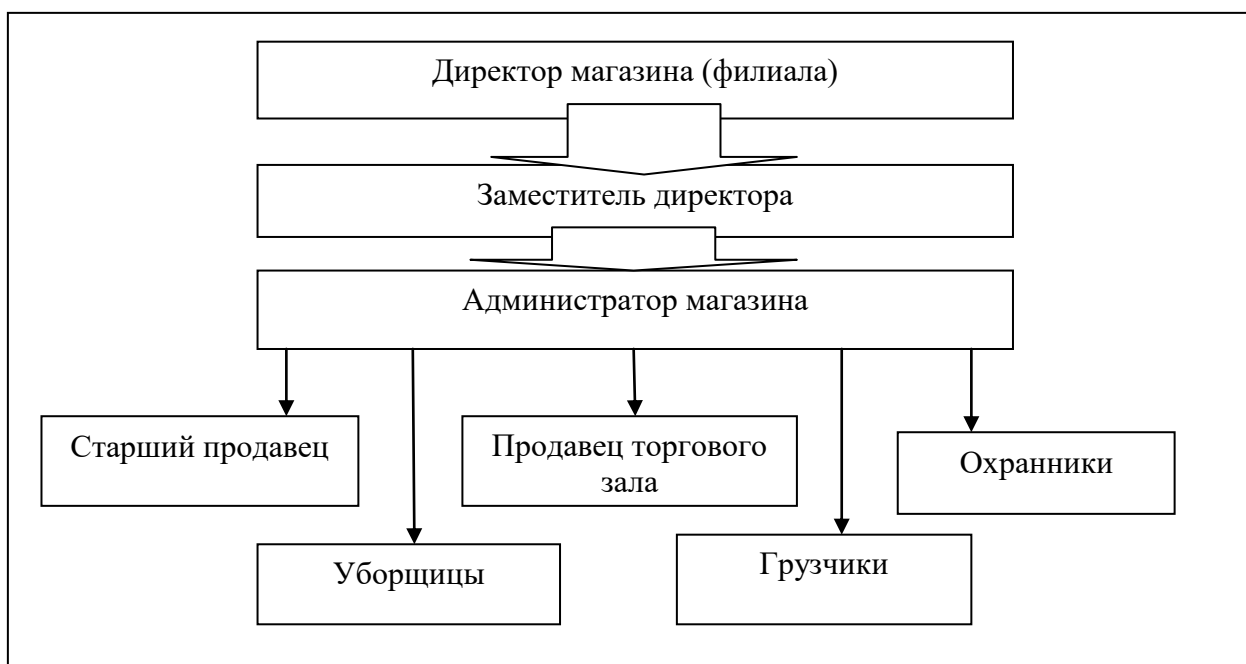 Директор магазина (филиала)
Заместитель директора
Администратор магазина
Старший продавец
Продавец торгового
зала
Охранники
Уборщицы
Грузчики